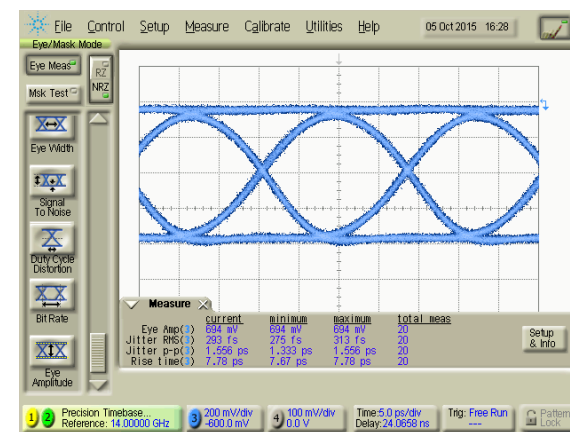 File Control Setup Measure Calibrate Utilities Help 05 Oct 2015 16:28
Eye/Mask Mode
Eye Meas
RZ
NRZ
Msk Test
Eye Width
Signal
To Noise
Duty Cycle
Distortion
Bit Rate
Eye
Amplitude
Measure
current minimum maximum total meas
Eye Amp(3) 694 mV 694 mV 694 mV 20
Jitter RMS(3) 293 fs 275 fs 313 fs 20
Jitter p-p(3) 1.556 ps 1.333 ps 1.556 ps 20
Rise time(3) 7.78 ps 7.67 ps 7.78 ps 20
Setup
& Info
1 2 Precision Timebase...
Reference: 14.00000 GHz
3 200 mV/div
-600.0 mV
4 100 mV/div
0.0 V
Time:5.0 ps/div
Delay:24.0658 ns
Trig: Free Run
---
Pattern
Lock